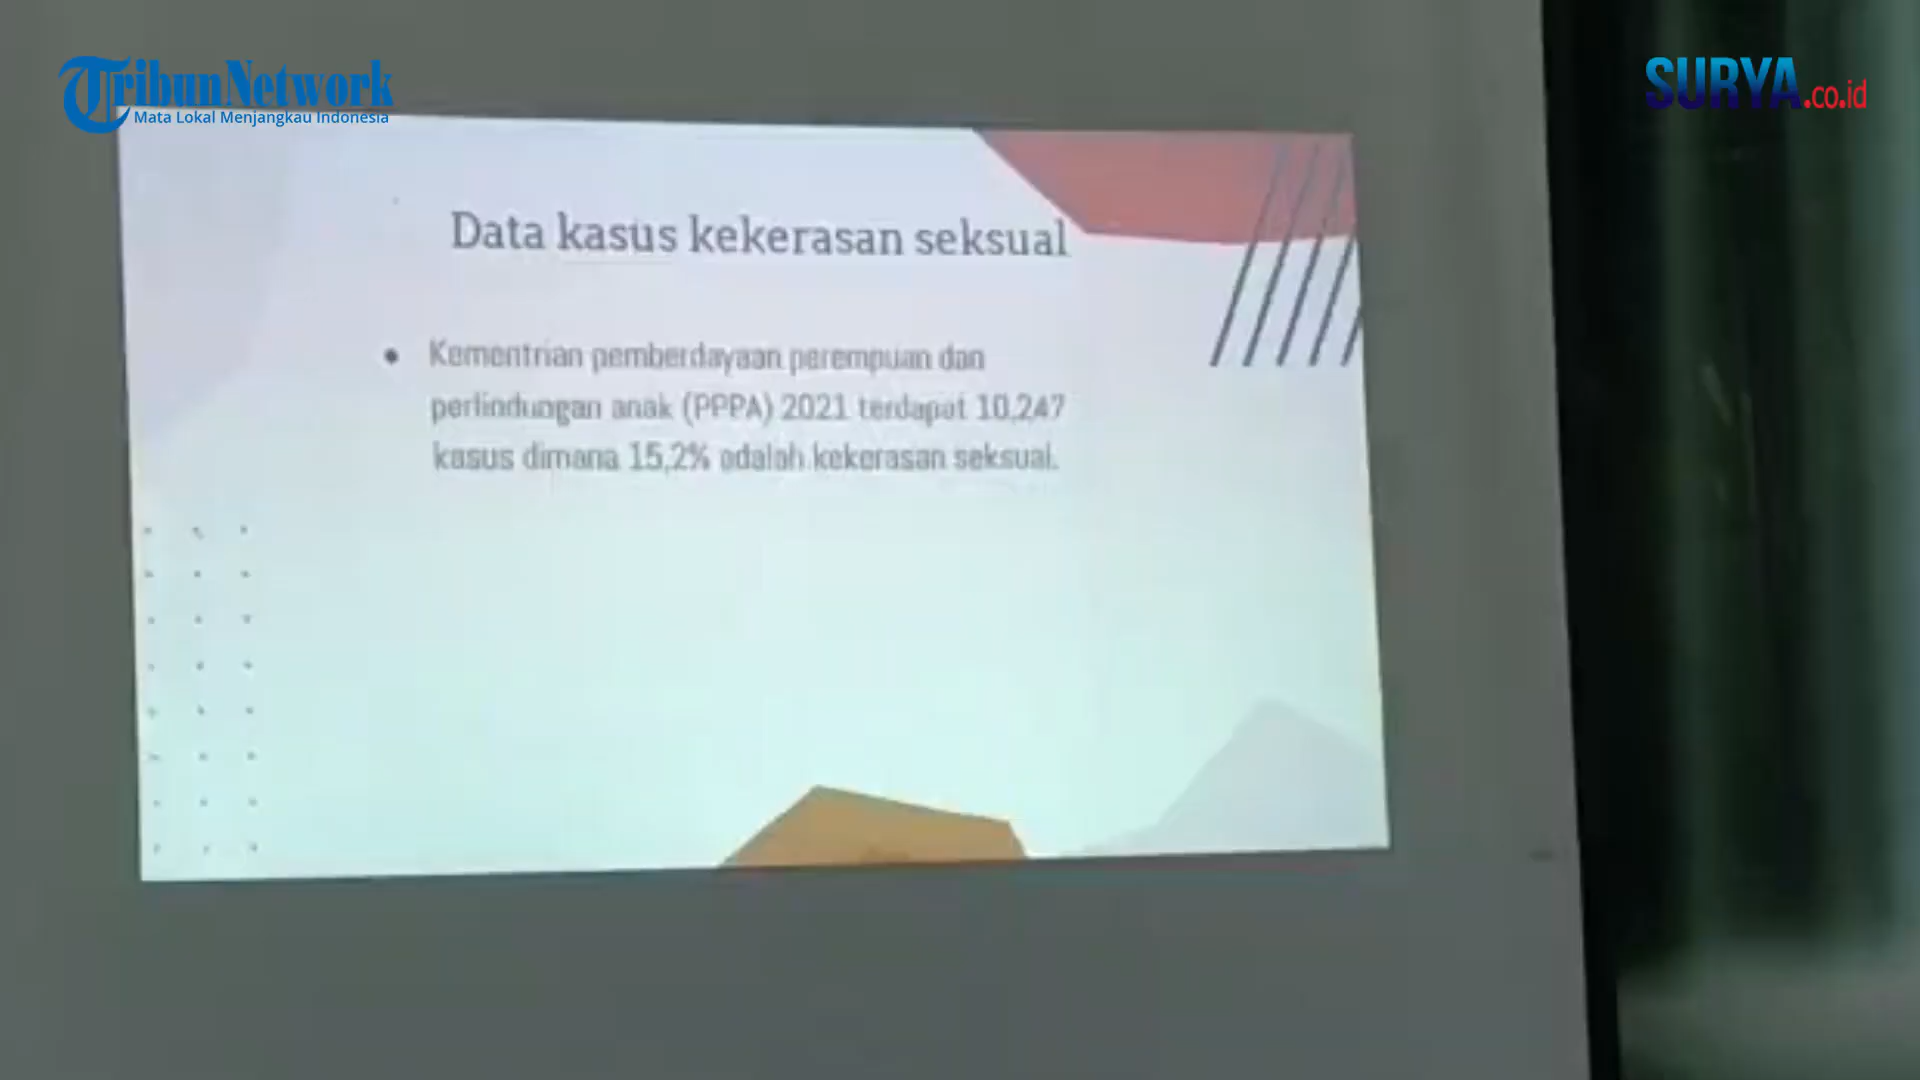 TribunNetwork
Mata Lokal Menjangkau Indonesia
SURYA.co.id
Data kasus kekerasan seksual
• Kementrian pemberdayaan perempuan dan
perlindungan anak (PPPA) 2021 terdapat 10,247
kasus dimana 15,2% adalah kekerasan seksual.